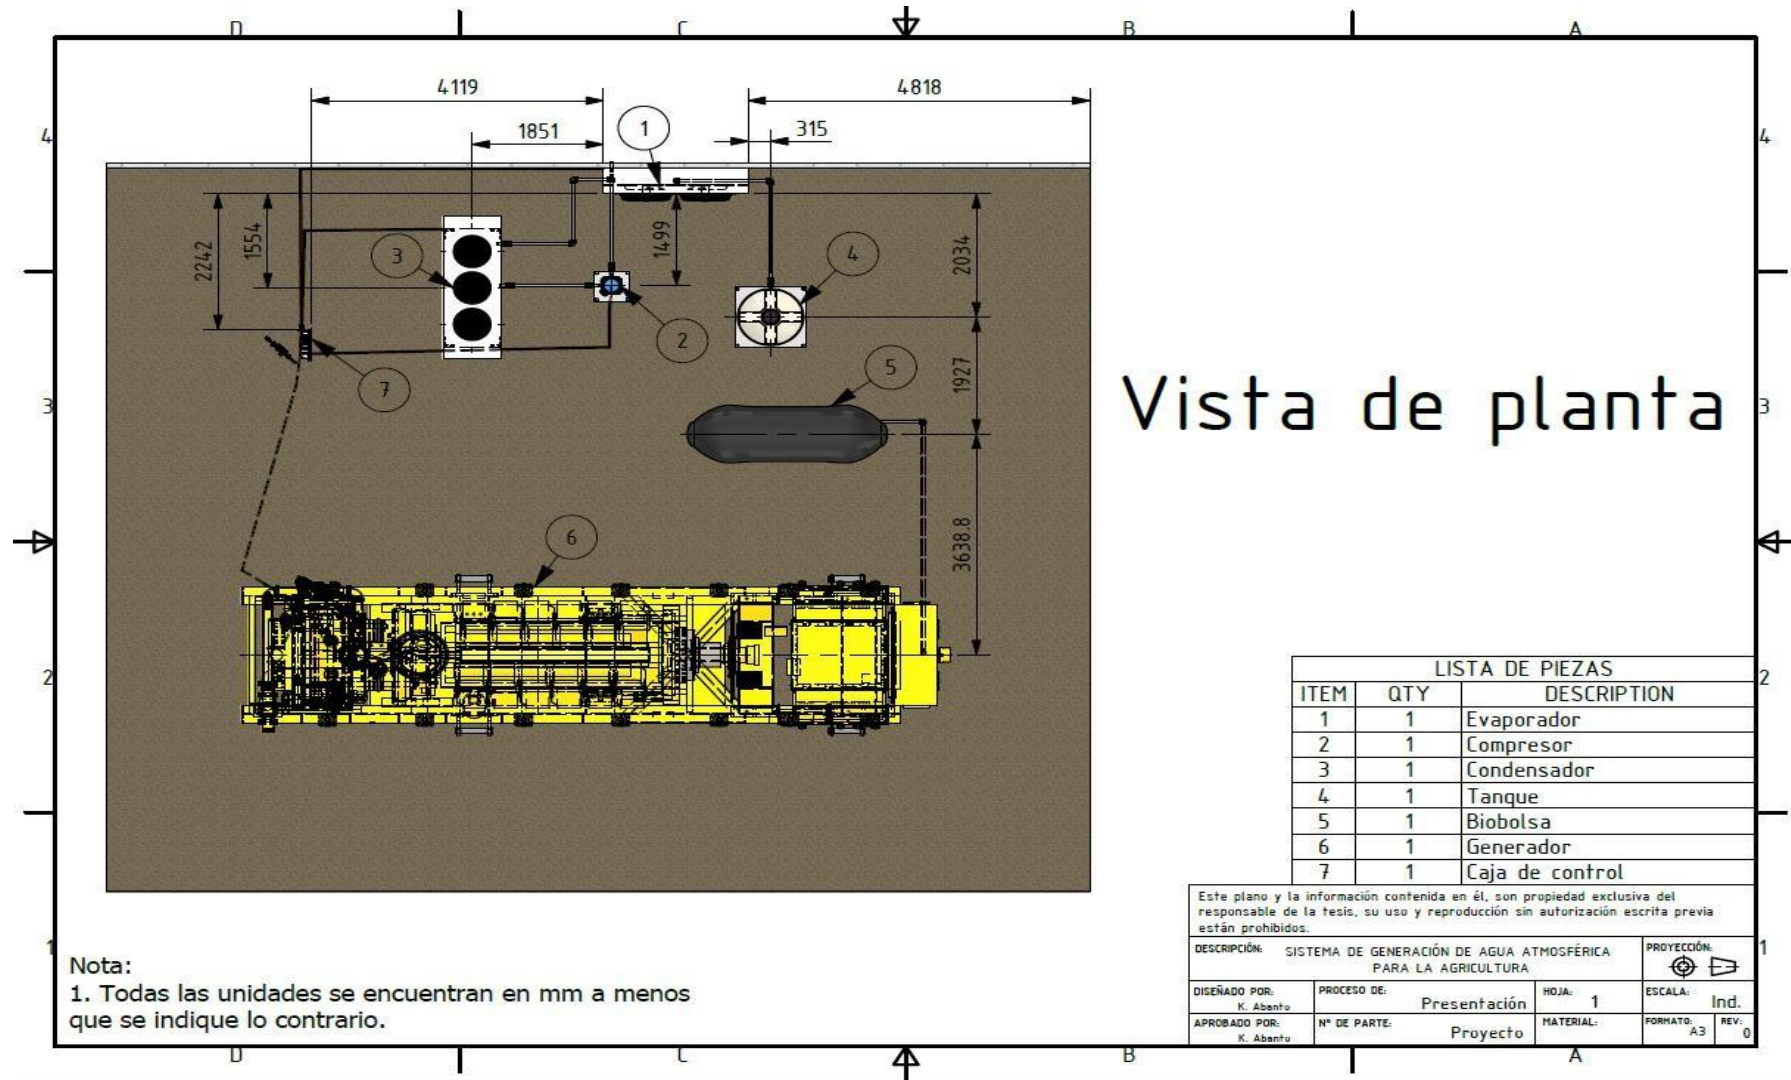 D C B A
4119 4818
1851 1 315
4 4
2242 1554 3 1499 4 2034
2
7 5 1927
3 Vista de planta 3
6 3638.8
2 2
LISTA DE PIEZAS
ITEM QTY DESCRIPTION
1 1 Evaporador
2 1 Compresor
3 1 Condensador
4 1 Tanque
5 1 Biobolsa
6 1 Generador
7 1 Caja de control
Este plano y la información contenida en él, son propiedad exclusiva del
responsable de la tesis, su uso y reproducción sin autorización escrita previa
están prohibidos.
DESCRIPCIÓN: SISTEMA DE GENERACIÓN DE AGUA ATMOSFÉRICA
PARA LA AGRICULTURA
PROYECCIÓN:
DISEÑADO POR: K. Abanto
PROCESO DE: Presentación
HOJA: 1
ESCALA: Ind.
APROBADO POR: K. Abanto
N° DE PARTE: Proyecto
MATERIAL:
FORMATO: A3
REV: 0
1 1
Nota:
1. Todas las unidades se encuentran en mm a menos
que se indique lo contrario.
D C B A